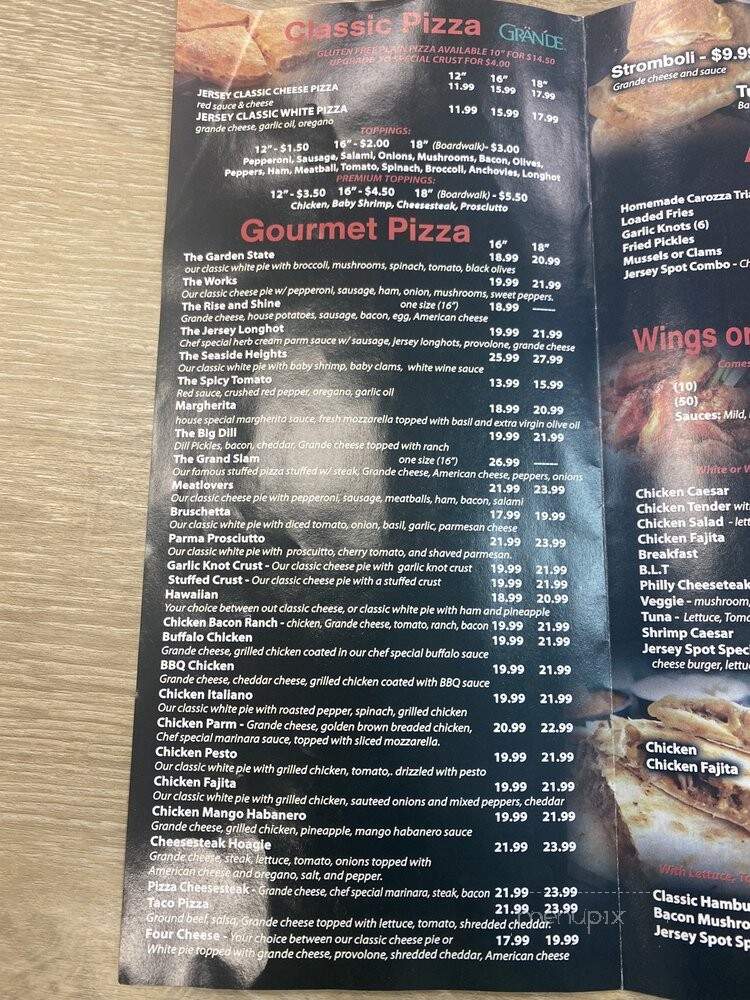 Classic Pizza GRANDE
GLUTEN FREE PLAIN PIZZA AVAILABLE 10" FOR $14.50
UPGRADE TO SPECIAL CRUST FOR $4.00
12" 16" 18"
JERSEY CLASSIC CHEESE PIZZA 11.99 15.99 17.99
red sauce & cheese
JERSEY CLASSIC WHITE PIZZA 11.99 15.99 17.99
grande cheese, garlic oil, oregano
TOPPINGS:
12" - $1.50 16" - $2.00 18" (Boardwalk)- $3.00
Pepperoni, Sausage, Salami, Onions, Mushrooms, Bacon, Olives,
Peppers, Ham, Meatball, Tomato, Spinach, Broccoli, Anchovies, Longhot
PREMIUM TOPPINGS:
12" - $3.50 16" - $4.50 18" (Boardwalk) - $5.50
Chicken, Baby Shrimp, Cheesesteak, Prosciutto
Gourmet Pizza
16" 18"
The Garden State 18.99 20.99
our classic white pie with broccoli, mushrooms, spinach, tomato, black olives
The Works 19.99 21.99
Our classic cheese pie w/ pepperoni, sausage, ham, onion, mushrooms, sweet peppers.
The Rise and Shine one size (16") 18.99 -----
Grande cheese, house potatoes, sausage, bacon, egg, American cheese
The Jersey Longhot 19.99 21.99
Chef special herb cream parm sauce w/ sausage, jersey longhots, provolone, grande cheese
The Seaside Heights 25.99 27.99
Our classic white pie with baby shrimp, baby clams, white wine sauce
The Spicy Tomato 13.99 15.99
Red sauce, crushed red pepper, oregano, garlic oil
Margherita 18.99 20.99
house special margherita sauce, fresh mozzarella topped with basil and extra virgin olive oil
The Big Dill 19.99 21.99
Dill Pickles, bacon, cheddar, Grande cheese topped with ranch
The Grand Slam one size (16") 26.99 -----
Our famous stuffed pizza stuffed w/ steak, Grande cheese, American cheese, peppers, onions
Meatlovers 21.99 23.99
Our classic cheese pie with pepperoni, sausage, meatballs, ham, bacon, salami
Bruschetta 17.99 19.99
Our classic white pie with diced tomato, onion, basil, garlic, parmesan cheese
Parma Prosciutto 21.99 23.99
Our classic white pie with proscuitto, cherry tomato, and shaved parmesan.
Garlic Knot Crust - Our classic cheese pie with garlic knot crust 19.99 21.99
Stuffed Crust - Our classic cheese pie with a stuffed crust 19.99 21.99
Hawaiian 18.99 20.99
Your choice between out classic cheese, or classic white pie with ham and pineapple
Chicken Bacon Ranch - chicken, Grande cheese, tomato, ranch, bacon 19.99 21.99
Buffalo Chicken 19.99 21.99
Grande cheese, grilled chicken coated in our chef special buffalo sauce
BBQ Chicken 19.99 21.99
Grande cheese, cheddar cheese, grilled chicken coated with BBQ sauce
Chicken Italiano 19.99 21.99
Our classic white pie with roasted pepper, spinach, grilled chicken
Chicken Parm - Grande cheese, golden brown breaded chicken, 20.99 22.99
Chef special marinara sauce, topped with sliced mozzarella.
Chicken Pesto 19.99 21.99
Our classic white pie with grilled chicken, tomato,. drizzled with pesto
Chicken Fajita 19.99 21.99
Our classic white pie with grilled chicken, sauteed onions and mixed peppers, cheddar
Chicken Mango Habanero 19.99 21.99
Grande cheese, grilled chicken, pineapple, mango habanero sauce
Cheesesteak Hoagie 21.99 23.99
Grande cheese, steak, lettuce, tomato, onions topped with
American cheese and oregano, salt, and pepper.
Pizza Cheesesteak - Grande cheese, chef special marinara, steak, bacon 21.99 23.99
Taco Pizza 21.99 23.99
Ground beef, salsa, Grande cheese topped with lettuce, tomato, shredded cheddar
Four Cheese - Your choice between our classic cheese pie or 17.99 19.99
White pie topped with grande cheese, provolone, shredded cheddar, American cheese
Stromboli - $9.99
Grande cheese and sauce
Homemade Carozza
Loaded Fries
Garlic Knots (6)
Fried Pickles
Mussels or Clams
Jersey Spot Combo -
Wings
Comes
(10)
(50)
Sauces: Mild,
White or
Chicken Caesar
Chicken Tender
Chicken Salad -
Chicken Fajita
Breakfast
B.L.T
Philly Cheesesteak
Veggie - mushroom,
Tuna - Lettuce,
Shrimp Caesar
Jersey Spot
cheese burger,
Chicken
Chicken Fajita
With Lettuce,
Classic
Bacon
Jersey Spot
menupix